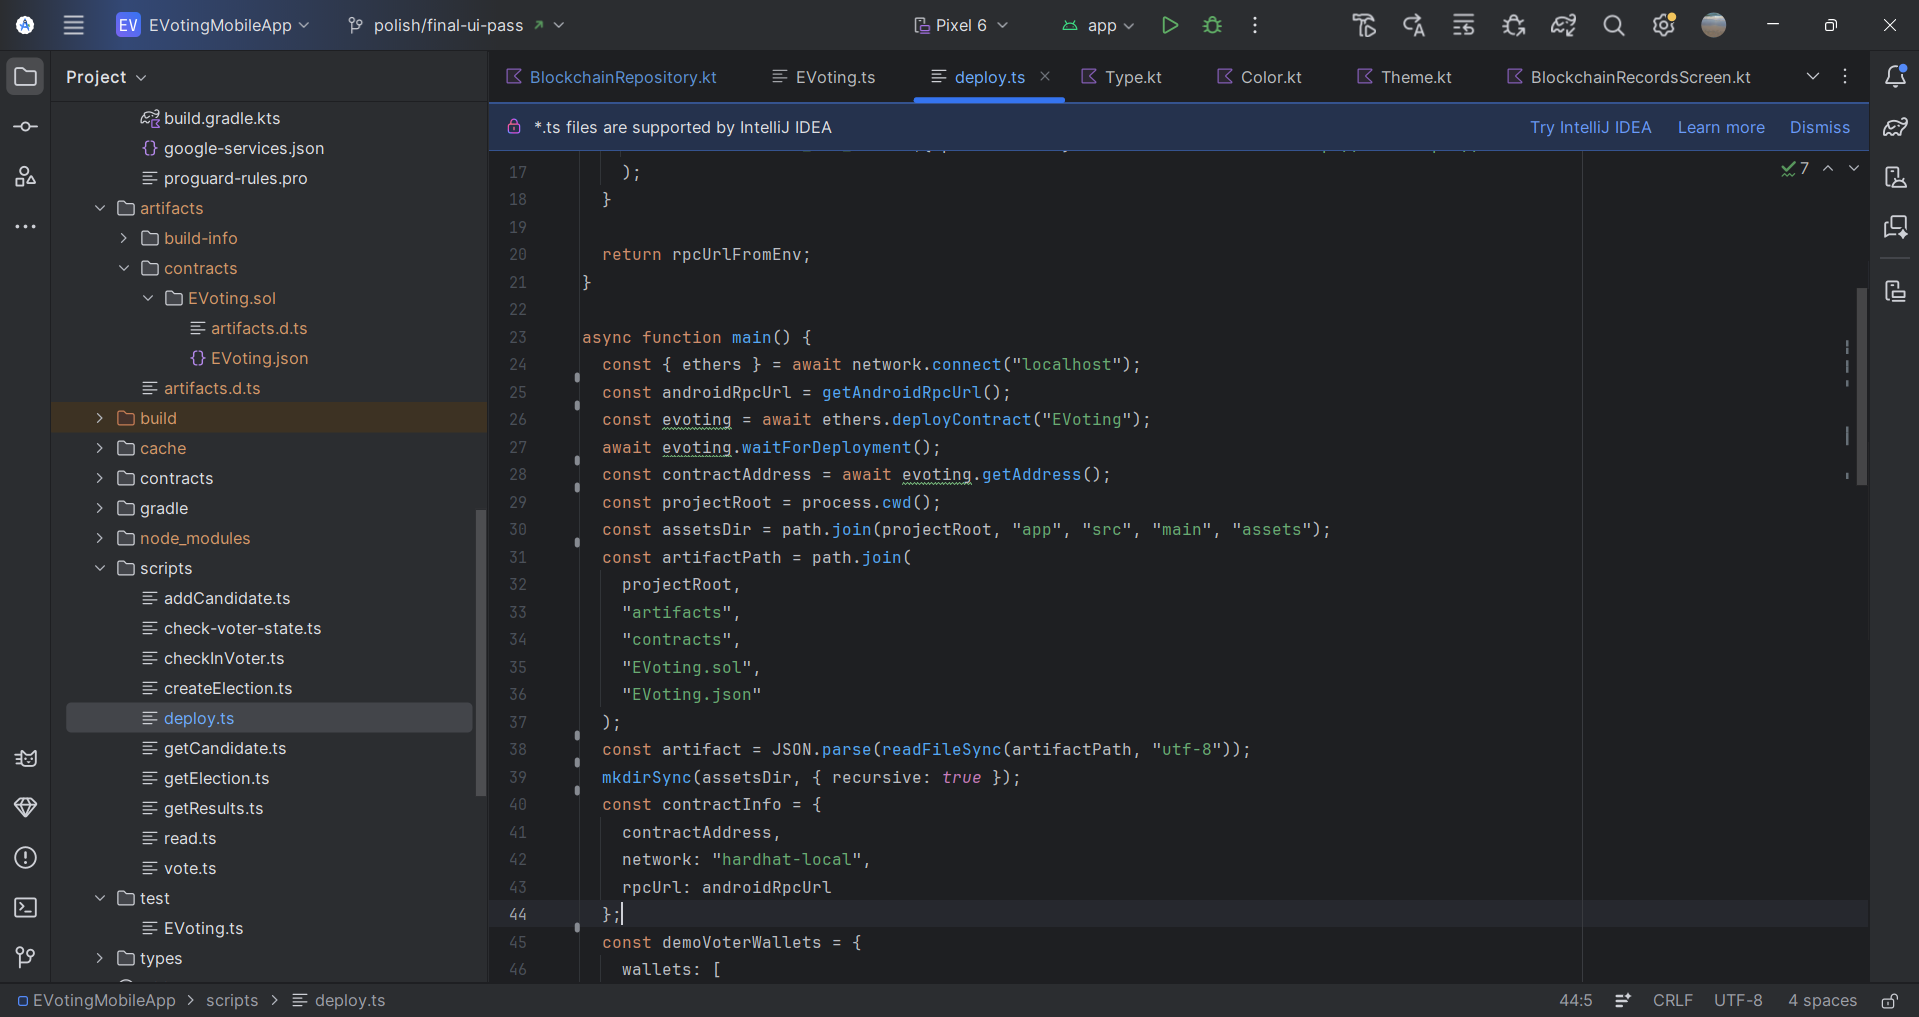 EV EVotingMobileApp polish/final-ui-pass Pixel 6 app
Project
build.gradle.kts
google-services.json
proguard-rules.pro
artifacts
build-info
contracts
EVoting.sol
artifacts.d.ts
EVoting.json
artifacts.d.ts
build
cache
contracts
gradle
node_modules
scripts
addCandidate.ts
check-voter-state.ts
checkInVoter.ts
createElection.ts
deploy.ts
getCandidate.ts
getElection.ts
getResults.ts
read.ts
vote.ts
test
EVoting.ts
types
BlockchainRepository.kt EVoting.ts deploy.ts Type.kt Color.kt Theme.kt BlockchainRecordsScreen.kt
*.ts files are supported by IntelliJ IDEA Try IntelliJ IDEA Learn more Dismiss
7
17 );
18 }
19
20 return rpcUrlFromEnv;
21 }
22
23 async function main() {
24 const { ethers } = await network.connect("localhost");
25 const androidRpcUrl = getAndroidRpcUrl();
26 const evoting = await ethers.deployContract("EVoting");
27 await evoting.waitForDeployment();
28 const contractAddress = await evoting.getAddress();
29 const projectRoot = process.cwd();
30 const assetsDir = path.join(projectRoot, "app", "src", "main", "assets");
31 const artifactPath = path.join(
32 projectRoot,
33 "artifacts",
34 "contracts",
35 "EVoting.sol",
36 "EVoting.json"
37 );
38 const artifact = JSON.parse(readFileSync(artifactPath, "utf-8"));
39 mkdirSync(assetsDir, { recursive: true });
40 const contractInfo = {
41 contractAddress,
42 network: "hardhat-local",
43 rpcUrl: androidRpcUrl
44 };
45 const demoVoterWallets = {
46 wallets: [
EVotingMobileApp > scripts > deploy.ts 44:5 CRLF UTF-8 4 spaces